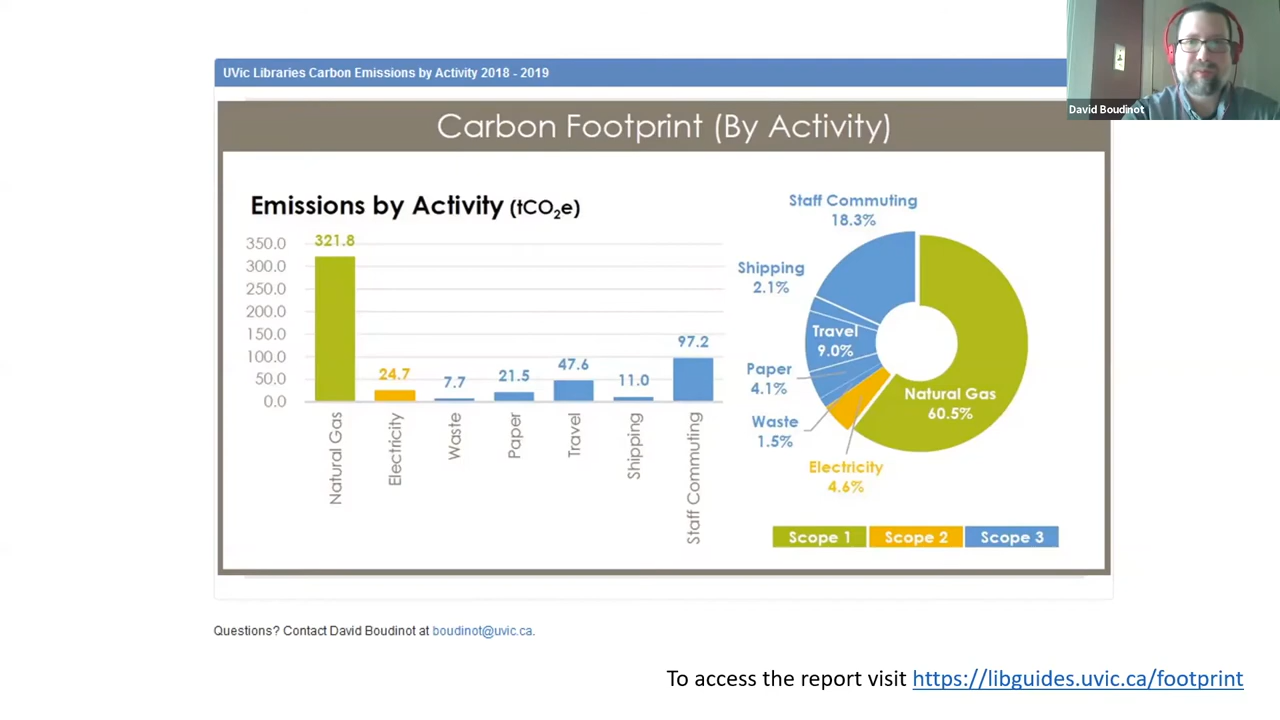 UVic Libraries Carbon Emissions by Activity 2018 - 2019
David Boudinot
Carbon Footprint (By Activity)
Emissions by Activity (tCO₂e)
350.0
300.0
250.0
200.0
150.0
100.0
50.0
0.0
321.8
24.7
7.7
21.5
47.6
11.0
97.2
Natural Gas
Electricity
Waste
Paper
Travel
Shipping
Staff Commuting
Staff Commuting
18.3%
Shipping
2.1%
Travel
9.0%
Paper
4.1%
Waste
1.5%
Electricity
4.6%
Natural Gas
60.5%
Scope 1
Scope 2
Scope 3
Questions? Contact David Boudinot at boudinot@uvic.ca.
To access the report visit https://libguides.uvic.ca/footprint